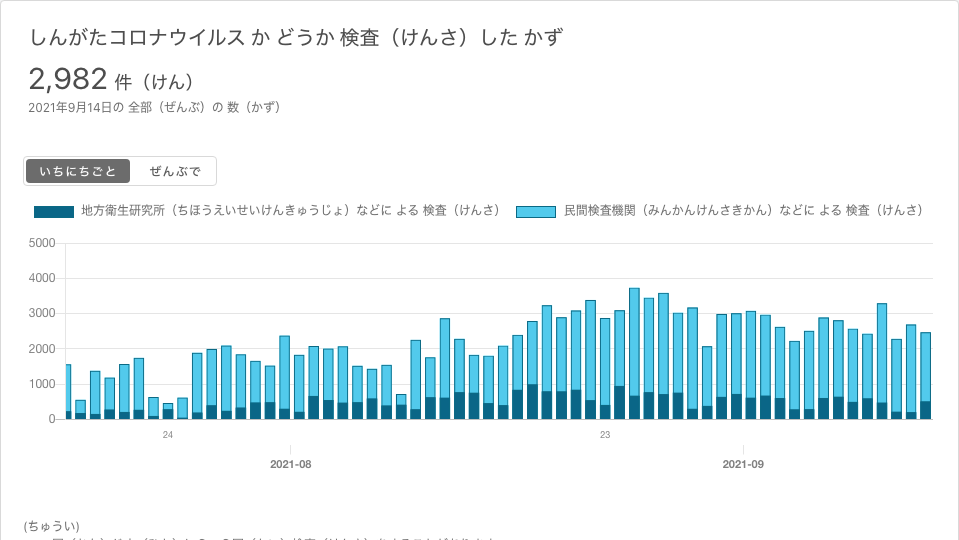 しんがたコロナウイルス か どうか 検査（けんさ）した かず
2,982 件（けん）
2021年9月14日の 全部（ぜんぶ）の 数（かず）
いちにちごと ぜんぶで
地方衛生研究所（ちほうえいせいけんきゅうじょ）などに よる 検査（けんさ） 民間検査機関（みんかんけんさきかん）などに よる 検査（けんさ）
5000
4000
3000
2000
1000
0
24 23
2021-08 2021-09
(ちゅうい)